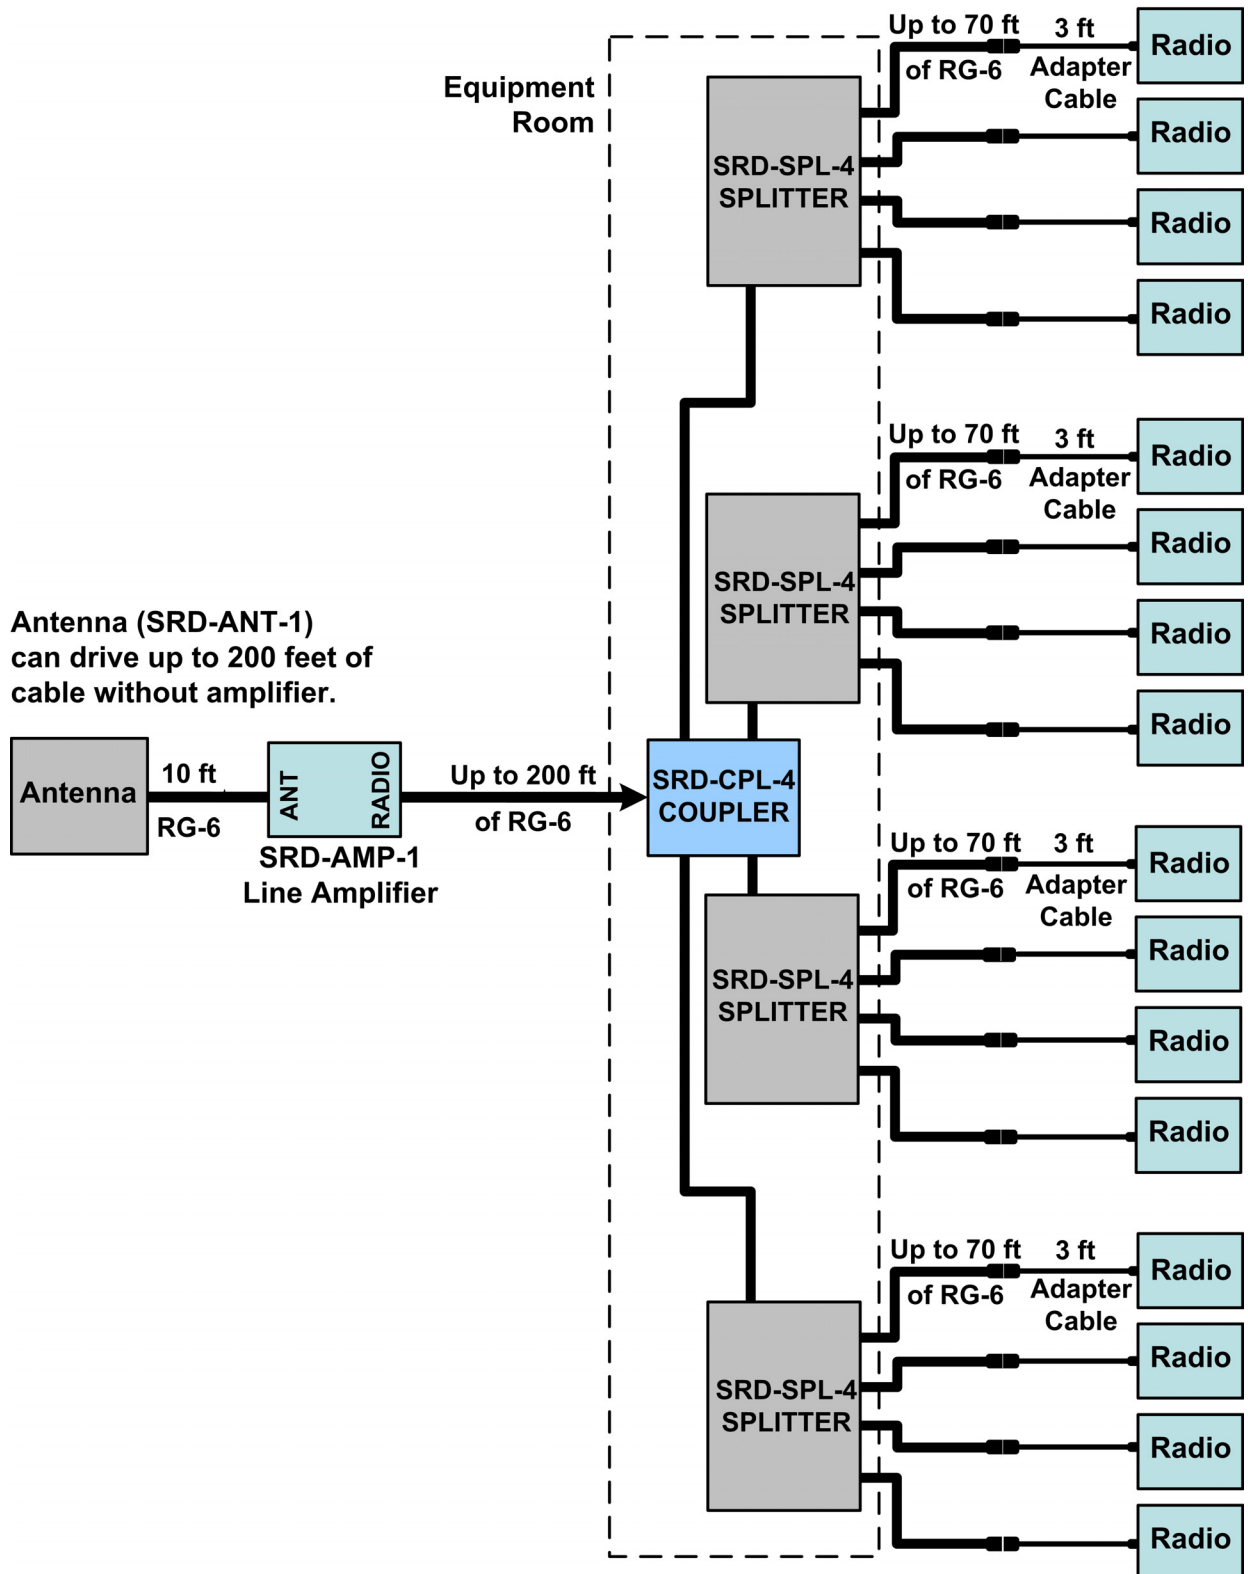 Up to 70 ft
of RG-6
3 ft
Adapter
Cable
Radio
Radio
Radio
Radio
Equipment
Room
SRD-SPL-4
SPLITTER
Up to 70 ft
of RG-6
3 ft
Adapter
Cable
Radio
Radio
Radio
Radio
SRD-SPL-4
SPLITTER
Antenna (SRD-ANT-1)
can drive up to 200 feet of
cable without amplifier.
Antenna
10 ft
RG-6
ANT
RADIO
SRD-AMP-1
Line Amplifier
Up to 200 ft
of RG-6
SRD-CPL-4
COUPLER
Up to 70 ft
of RG-6
3 ft
Adapter
Cable
Radio
Radio
Radio
Radio
SRD-SPL-4
SPLITTER
Up to 70 ft
of RG-6
3 ft
Adapter
Cable
Radio
Radio
Radio
Radio
SRD-SPL-4
SPLITTER